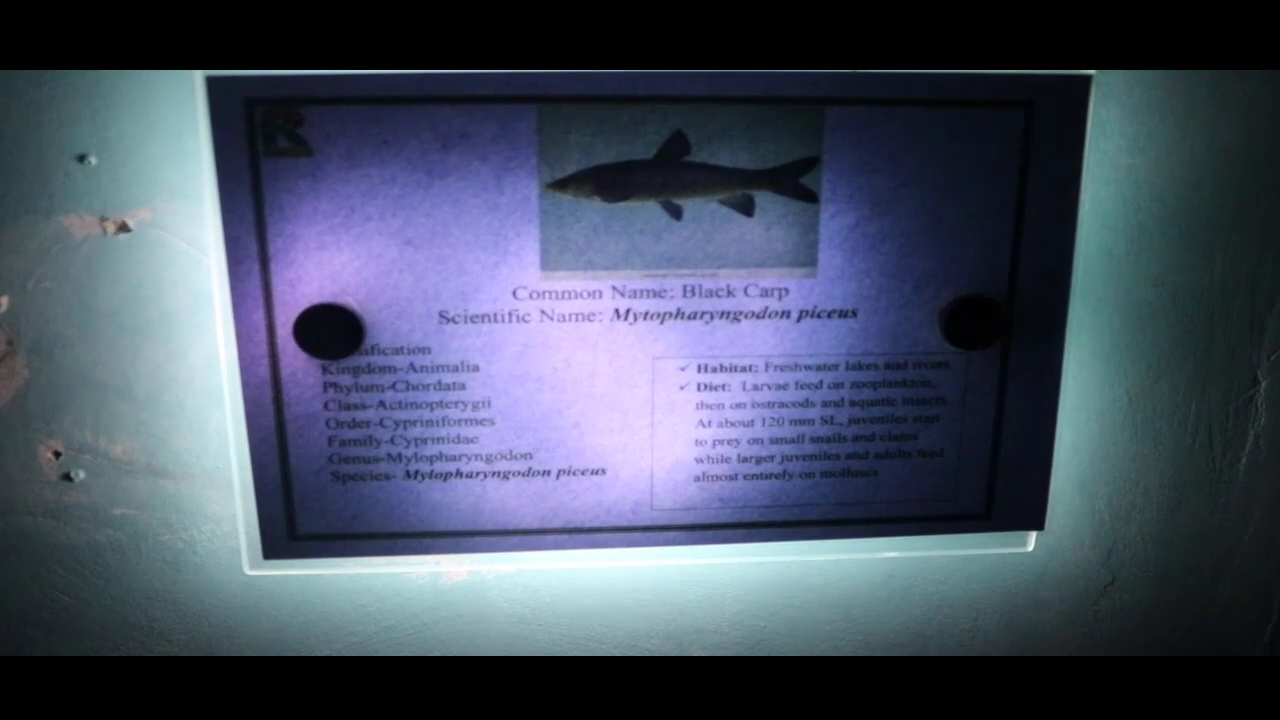 Common Name: Black Carp
Scientific Name: Mytopharyngodon piceus
sification
Kingdom-Animalia
Phylum-Chordata
Class-Actinopterygii
Order-Cypriniformes
Family-Cyprinidae
Genus-Mylopharyngodon
Species- Mylopharyngodon piceus
✓ Habitat: Freshwater lakes and rivers
✓ Diet: Larvae feed on zooplankton,
then on ostracods and aquatic insects.
At about 120 mm SL, juveniles start
to prey on small snails and clams
while larger juveniles and adults feed
almost entirely on molluscs